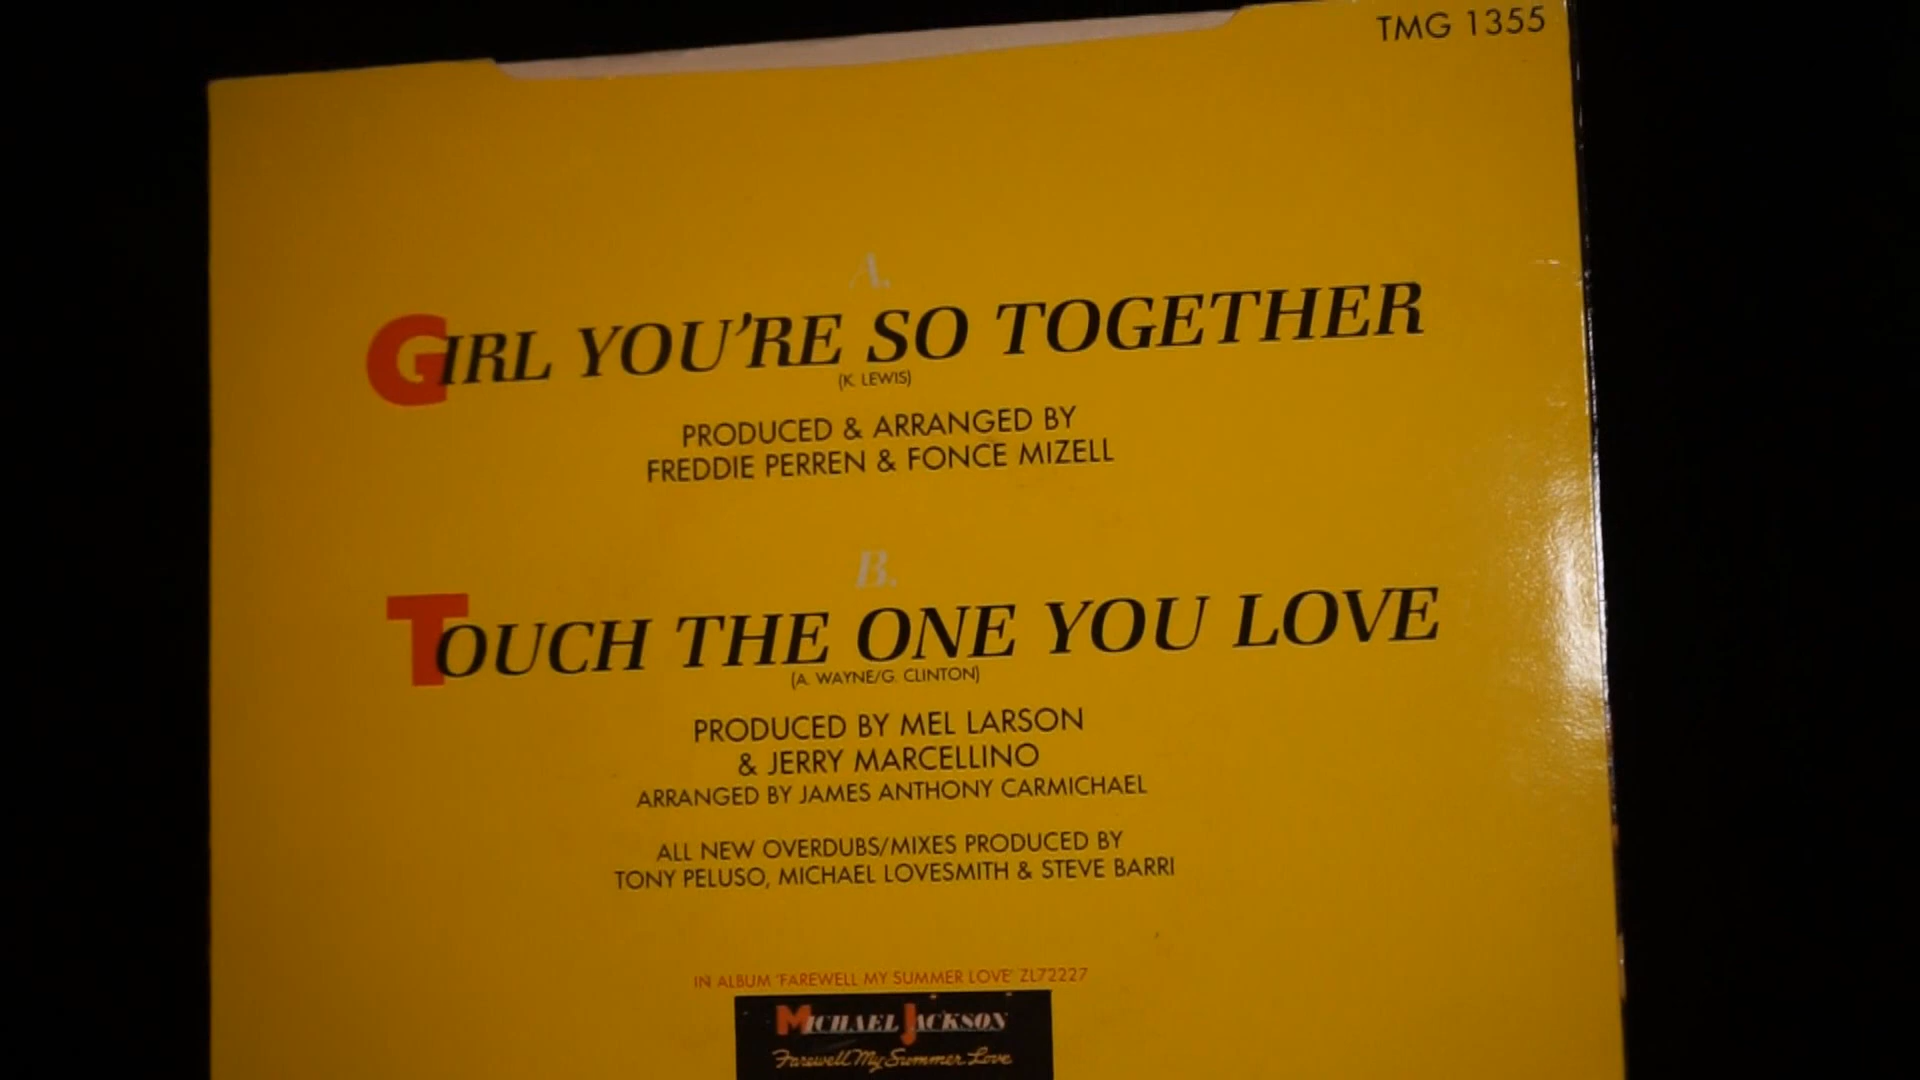 TMG 1355
A.
GIRL YOU'RE SO TOGETHER
(K. LEWIS)
PRODUCED & ARRANGED BY
FREDDIE PERREN & FONCE MIZELL
B.
TOUCH THE ONE YOU LOVE
(A. WAYNE/G. CLINTON)
PRODUCED BY MEL LARSON
& JERRY MARCELLINO
ARRANGED BY JAMES ANTHONY CARMICHAEL
ALL NEW OVERDUBS/MIXES PRODUCED BY
TONY PELUSO, MICHAEL LOVESMITH & STEVE BARRI
IN ALBUM 'FAREWELL MY SUMMER LOVE' ZL72227
MICHAEL JACKSON
Farewell My Summer Love